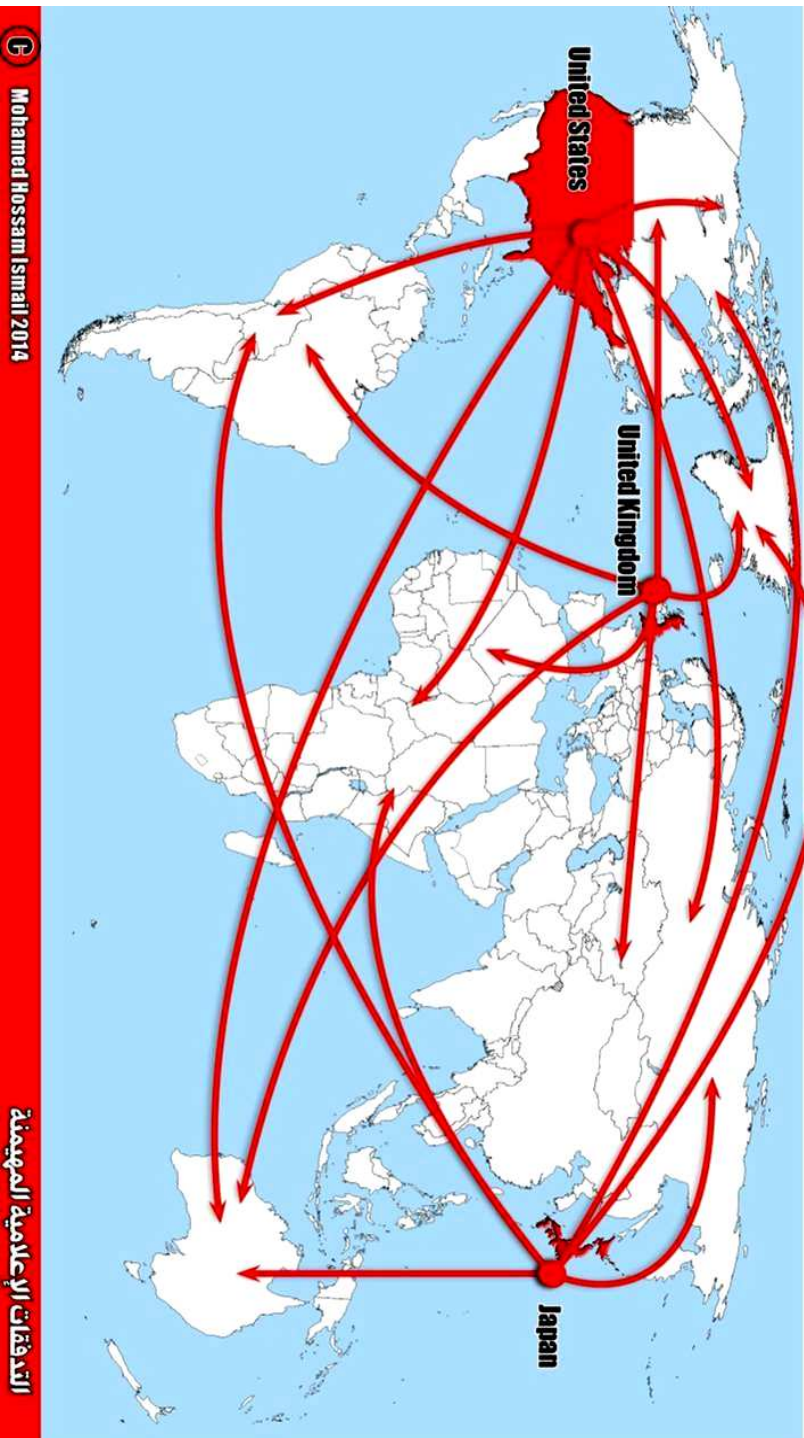 United States
United Kingdom
Japan
C Mohamed Hossam Ismail 2014
التدفقات الإعلامية المهيمنة